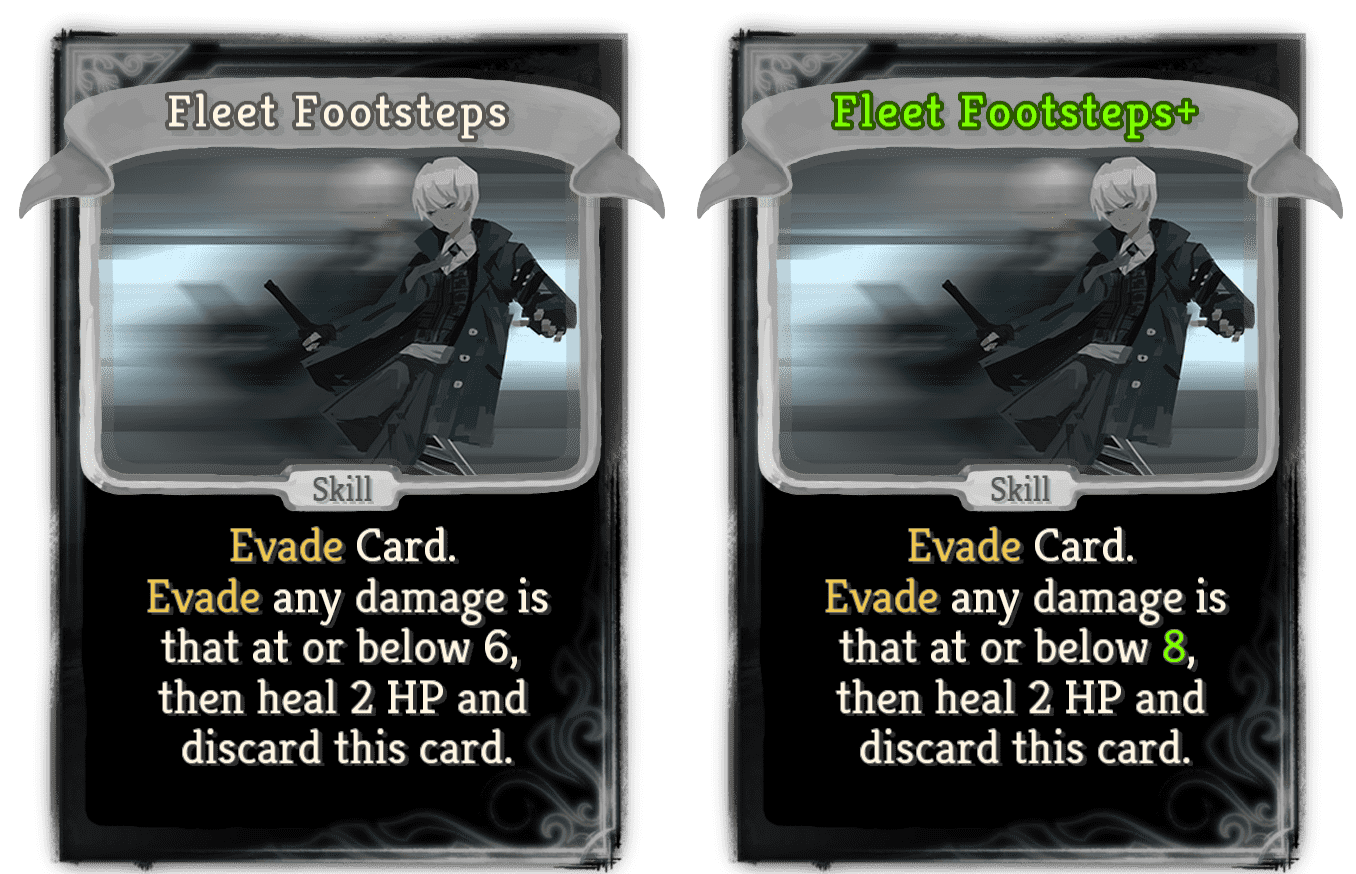 Fleet Footsteps
Skill
Evade Card.
Evade any damage is
that at or below 6,
then heal 2 HP and
discard this card.
Fleet Footsteps+
Skill
Evade Card.
Evade any damage is
that at or below 8,
then heal 2 HP and
discard this card.